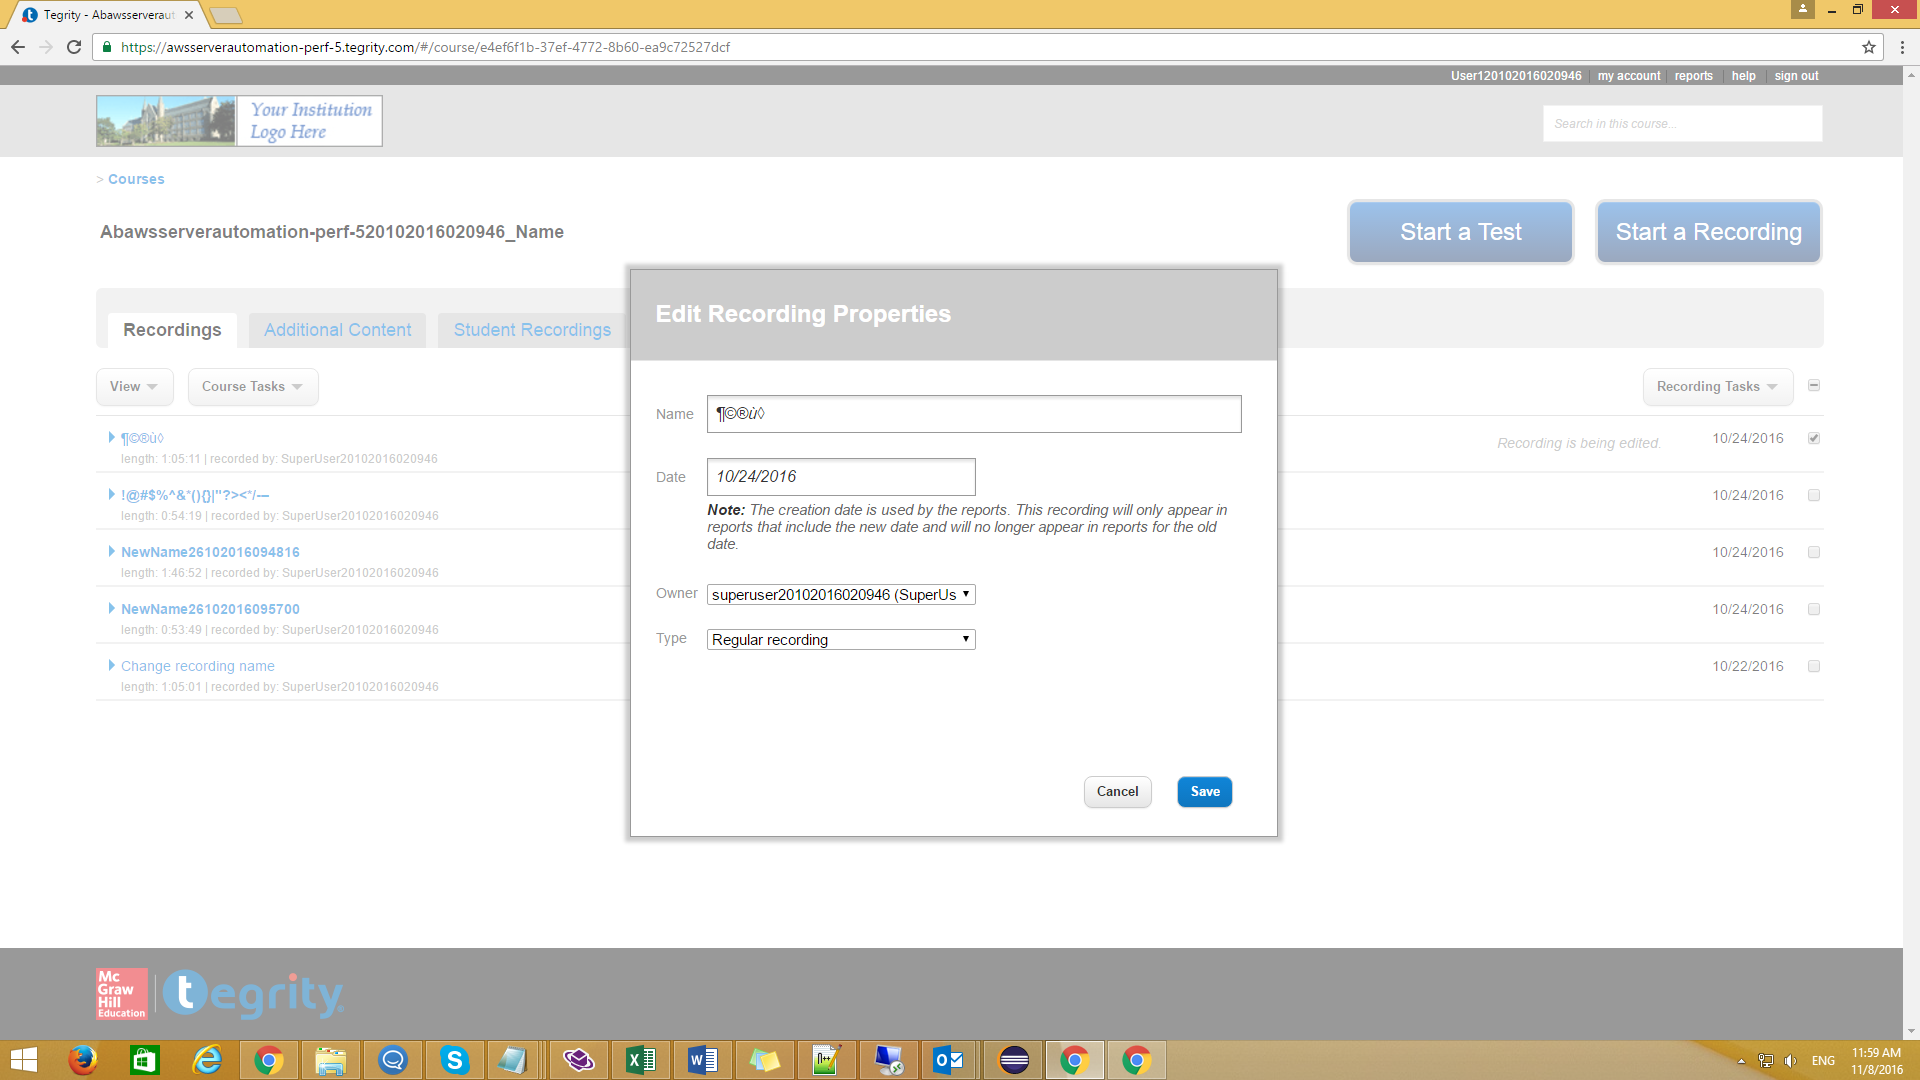 Tegrity - Abawsserveraut
https://awsserverautomation-perf-5.tegrity.com/#/course/e4ef6f1b-37ef-4772-8b60-ea9c72527dcf
User120102016020946 | my account | reports | help | sign out
Your Institution
Logo Here
Search in this course...
> Courses
Abawsserverautomation-perf-520102016020946_Name
Start a Test
Start a Recording
Recordings
Additional Content
Student Recordings
View
Course Tasks
Recording Tasks
¶©®ù◊
length: 1:05:11 | recorded by: SuperUser20102016020946
Recording is being edited.
10/24/2016
!@#$%^&*(){}|"?><*/-–
length: 0:54:19 | recorded by: SuperUser20102016020946
10/24/2016
NewName26102016094816
length: 1:46:52 | recorded by: SuperUser20102016020946
10/24/2016
NewName26102016095700
length: 0:53:49 | recorded by: SuperUser20102016020946
10/24/2016
Change recording name
length: 1:05:01 | recorded by: SuperUser20102016020946
10/22/2016
Edit Recording Properties
Name
¶©®ù◊
Date
10/24/2016
Note: The creation date is used by the reports. This recording will only appear in
reports that include the new date and will no longer appear in reports for the old
date.
Owner
superuser20102016020946 (SuperUs
Type
Regular recording
Cancel
Save
Mc
Graw
Hill
Education
tegrity
ENG
11:59 AM
11/8/2016